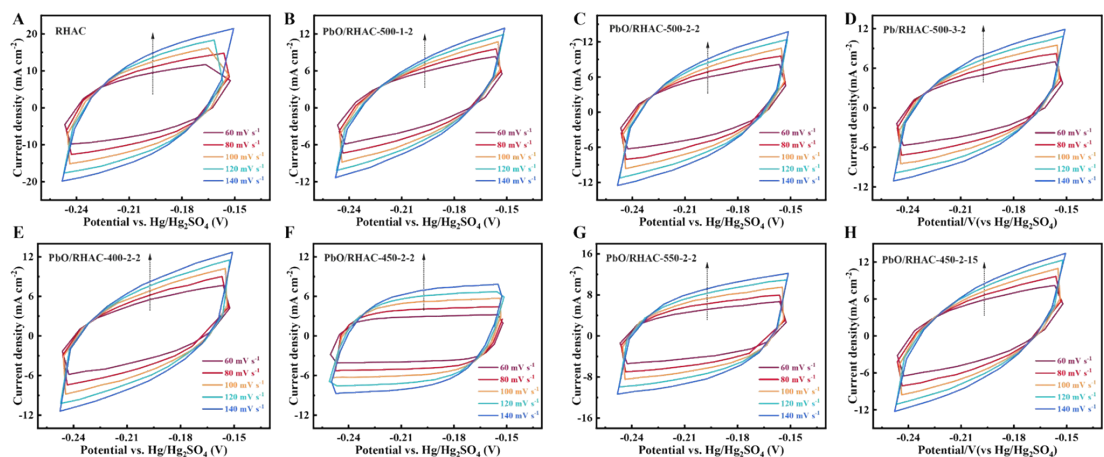 A
RHAC
20
10
0
-10
-20
Current density (mA cm⁻²)
60 mV s⁻¹
80 mV s⁻¹
100 mV s⁻¹
120 mV s⁻¹
140 mV s⁻¹
-0.24
-0.21
-0.18
-0.15
Potential vs. Hg/Hg₂SO₄ (V)
B
PbO/RHAC-500-1-2
12
6
0
-6
-12
Current density (mA cm⁻²)
60 mV s⁻¹
80 mV s⁻¹
100 mV s⁻¹
120 mV s⁻¹
140 mV s⁻¹
-0.24
-0.21
-0.18
-0.15
Potential vs. Hg/Hg₂SO₄ (V)
C
PbO/RHAC-500-2-2
12
6
0
-6
-12
Current density (mA cm⁻²)
60 mV s⁻¹
80 mV s⁻¹
100 mV s⁻¹
120 mV s⁻¹
140 mV s⁻¹
-0.24
-0.21
-0.18
-0.15
Potential vs. Hg/Hg₂SO₄ (V)
D
Pb/RHAC-500-3-2
12
6
0
-6
-12
Current density(mA cm⁻²)
60 mV s⁻¹
80 mV s⁻¹
100 mV s⁻¹
120 mV s⁻¹
140 mV s⁻¹
-0.24
-0.21
-0.18
-0.15
Potential/V(vs Hg/HgSO₄)
E
PbO/RHAC-400-2-2
12
6
0
-6
-12
Current density (mA cm⁻²)
60 mV s⁻¹
80 mV s⁻¹
100 mV s⁻¹
120 mV s⁻¹
140 mV s⁻¹
-0.24
-0.21
-0.18
-0.15
Potential vs. Hg/Hg₂SO₄ (V)
F
PbO/RHAC-450-2-2
12
6
0
-6
-12
Current density (mA cm⁻²)
60 mV s⁻¹
80 mV s⁻¹
100 mV s⁻¹
120 mV s⁻¹
140 mV s⁻¹
-0.24
-0.21
-0.18
-0.15
Potential vs. Hg/Hg₂SO₄ (V)
G
PbO/RHAC-550-2-2
16
8
0
-8
-16
Current density (mA cm⁻²)
60 mV s⁻¹
80 mV s⁻¹
100 mV s⁻¹
120 mV s⁻¹
140 mV s⁻¹
-0.24
-0.21
-0.18
-0.15
Potential vs. Hg/Hg₂SO₄ (V)
H
PbO/RHAC-450-2-15
12
6
0
-6
-12
Current density(mA cm⁻²)
60 mV s⁻¹
80 mV s⁻¹
100 mV s⁻¹
120 mV s⁻¹
140 mV s⁻¹
-0.24
-0.21
-0.18
-0.15
Potential/V(vs Hg/HgSO₄)